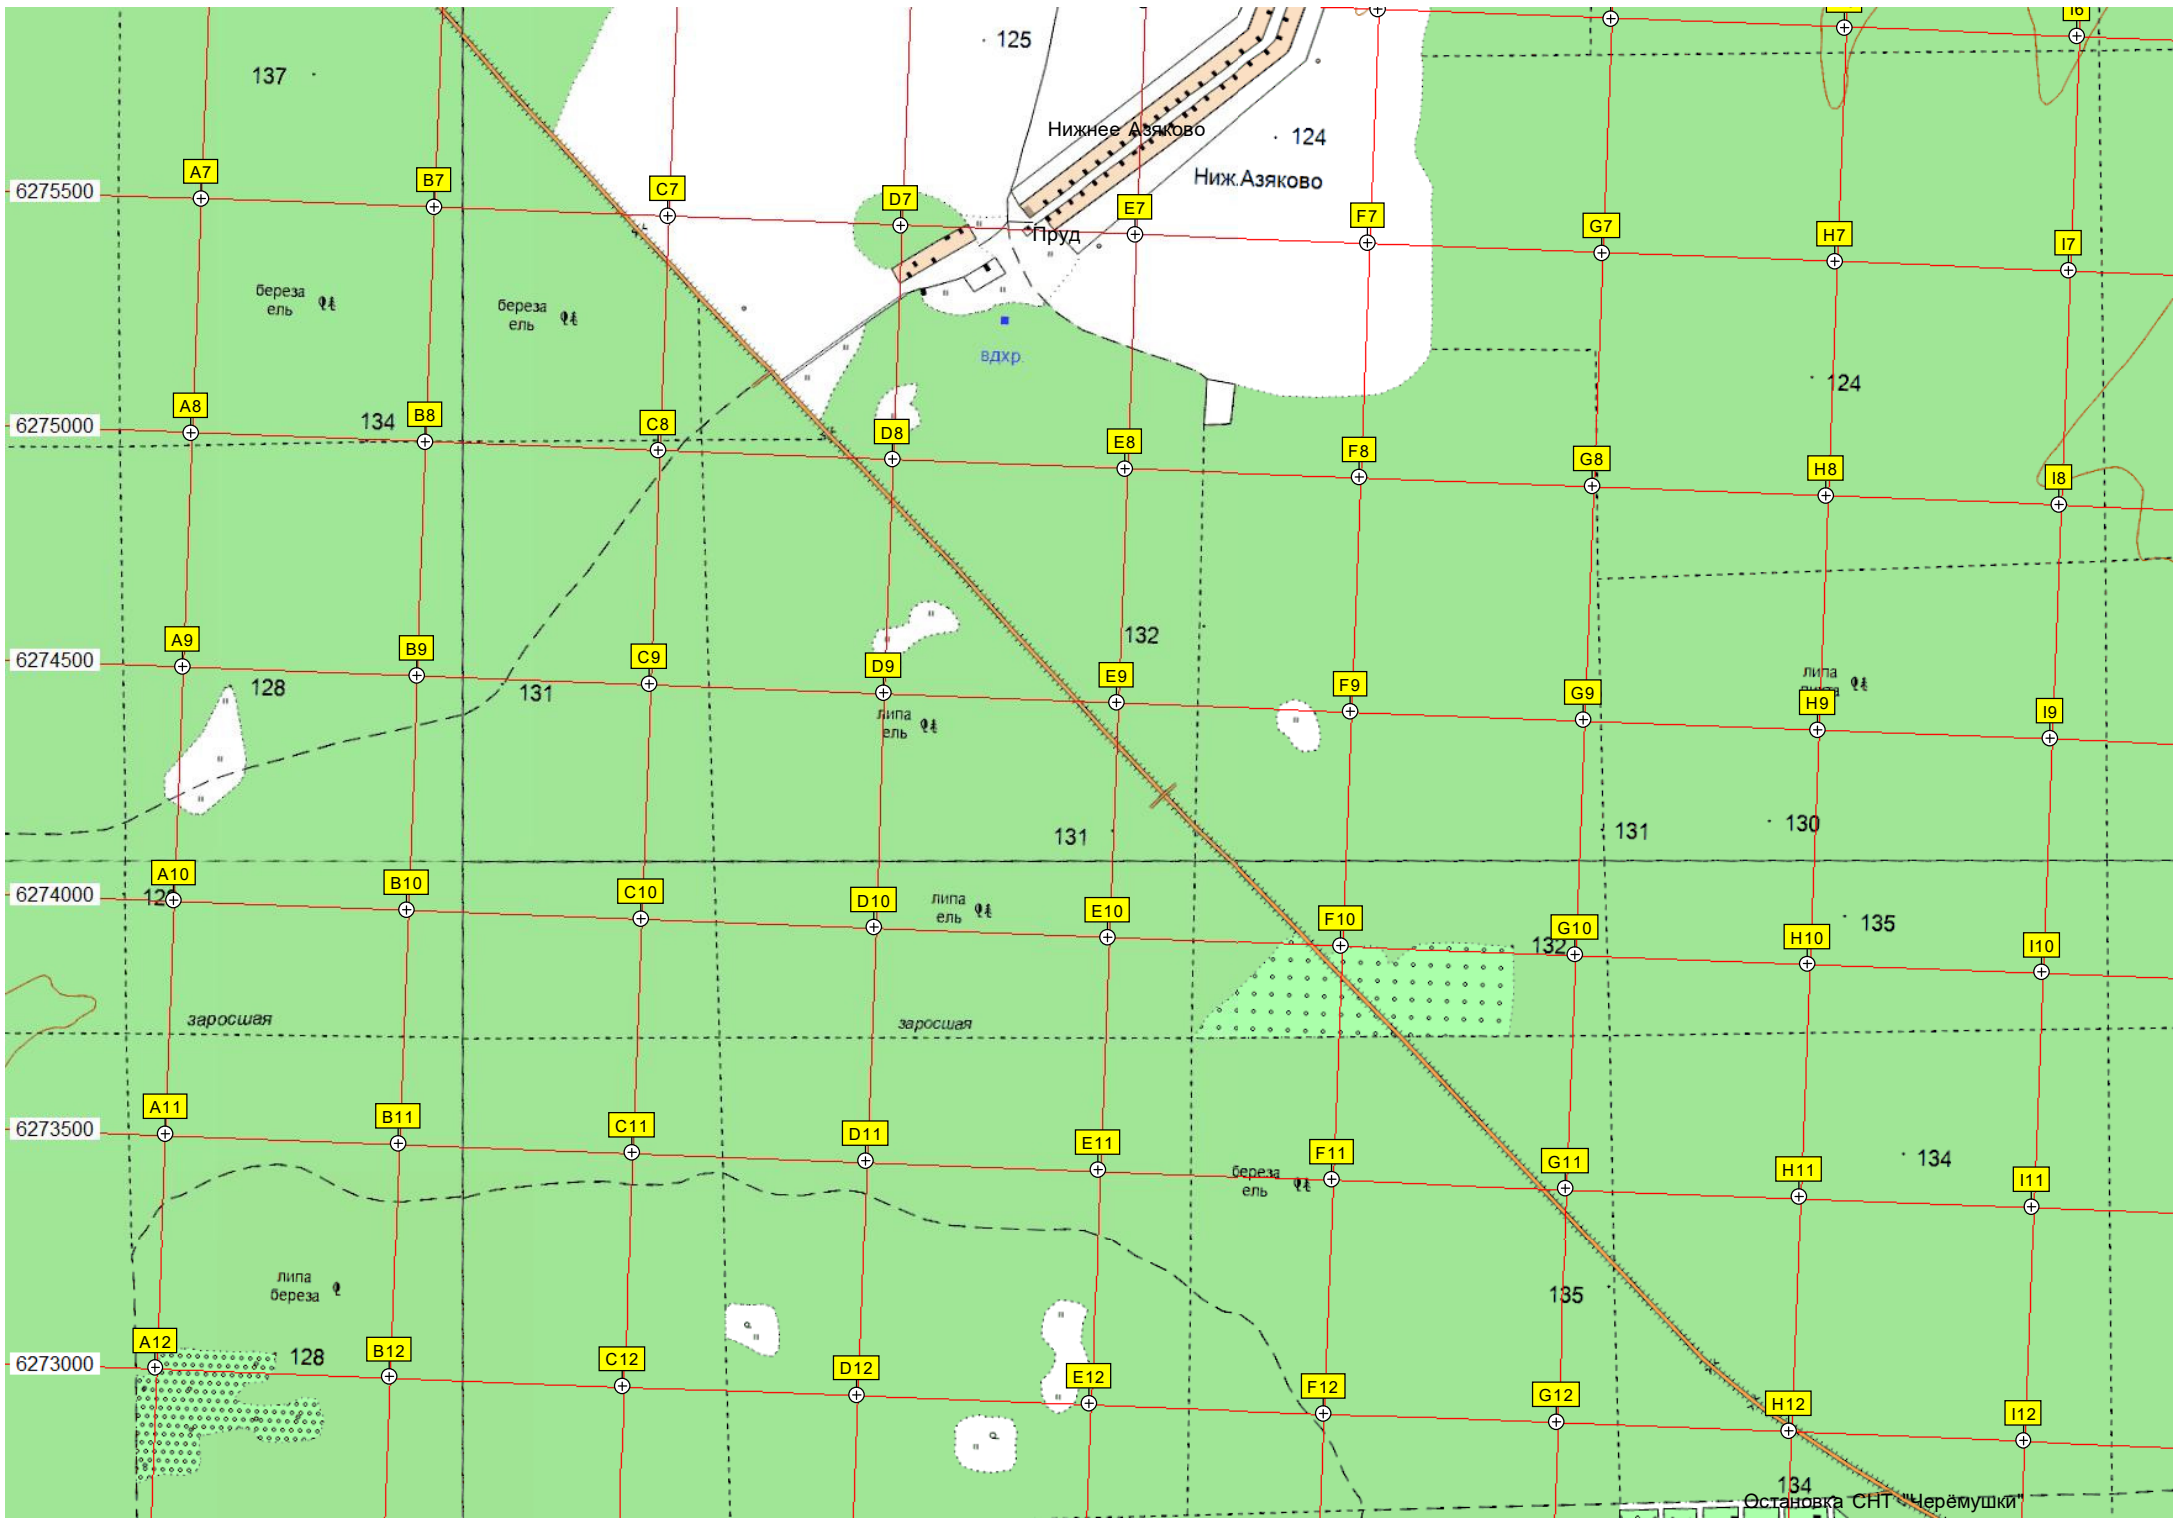 I6
125
137
Нижнее Азяково
124
Ниж.Азяково
A7
B7
C7
D7
E7
F7
G7
H7
I7
6275500
Пруд
береза
ель
береза
ель
вдхр.
124
A8
B8
C8
D8
E8
F8
G8
H8
I8
6275000
134
132
A9
B9
C9
D9
E9
F9
G9
H9
I9
6274500
128
131
липа
ель
липа
131
131
130
A10
B10
C10
D10
E10
F10
G10
H10
I10
6274000
липа
ель
132
135
заросшая
заросшая
A11
B11
C11
D11
E11
F11
G11
H11
I11
6273500
134
береза
ель
липа
береза
135
A12
B12
C12
D12
E12
F12
G12
H12
I12
6273000
128
134
Остановка СНТ "Черёмушки"